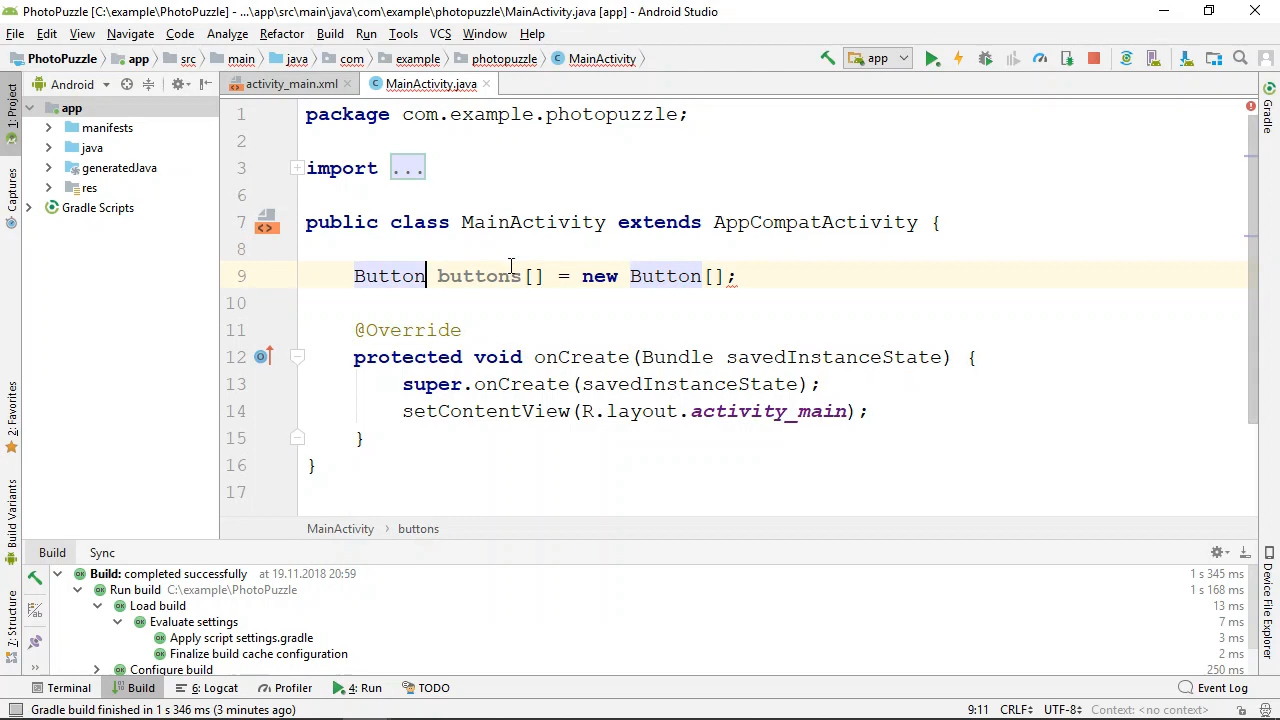 PhotoPuzzle [C:\example\PhotoPuzzle] - ...\app\src\main\java\com\example\photopuzzle\MainActivity.java [app] - Android Studio
File Edit View Navigate Code Analyze Refactor Build Run Tools VCS Window Help
PhotoPuzzle app src main java com example photopuzzle MainActivity app
1: Project
Captures
2: Favorites
Build Variants
7: Structure
Android
app
manifests
java
generatedJava
res
Gradle Scripts
activity_main.xml MainActivity.java
1 package com.example.photopuzzle;
2
3 import ...
6
7 public class MainActivity extends AppCompatActivity {
8
9 Button buttons[] = new Button[];
10
11 @Override
12 protected void onCreate(Bundle savedInstanceState) {
13 super.onCreate(savedInstanceState);
14 setContentView(R.layout.activity_main);
15 }
16 }
17
MainActivity › buttons
Gradle
Device File Explorer
Build Sync
Build: completed successfully at 19.11.2018 20:59 1 s 345 ms
Run build C:\example\PhotoPuzzle 1 s 168 ms
Load build 13 ms
Evaluate settings 7 ms
Apply script settings.gradle 3 ms
Finalize build cache configuration 2 ms
Configure build 250 ms
Terminal Build 6: Logcat Profiler 4: Run TODO Event Log
Gradle build finished in 1 s 346 ms (3 minutes ago) 9:11 CRLF UTF-8 Context: <no context>